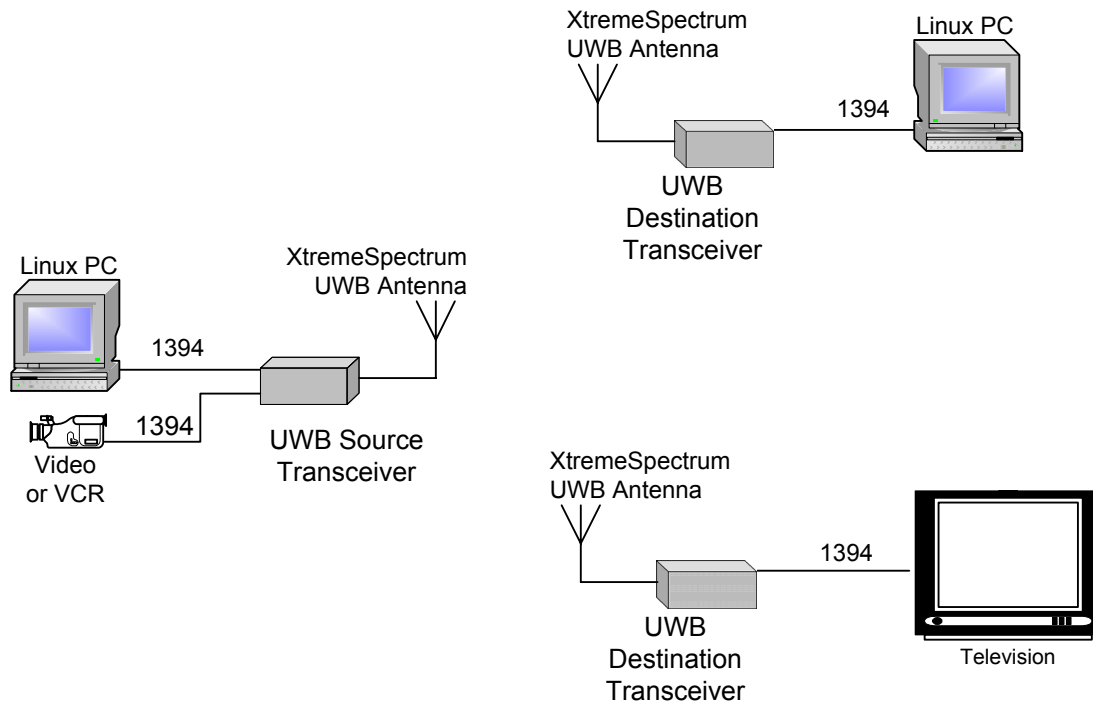 XtremeSpectrum
UWB Antenna
Linux PC
1394
UWB
Destination
Transceiver
Linux PC
XtremeSpectrum
UWB Antenna
1394
1394
Video
or VCR
UWB Source
Transceiver
XtremeSpectrum
UWB Antenna
1394
UWB
Destination
Transceiver
Television